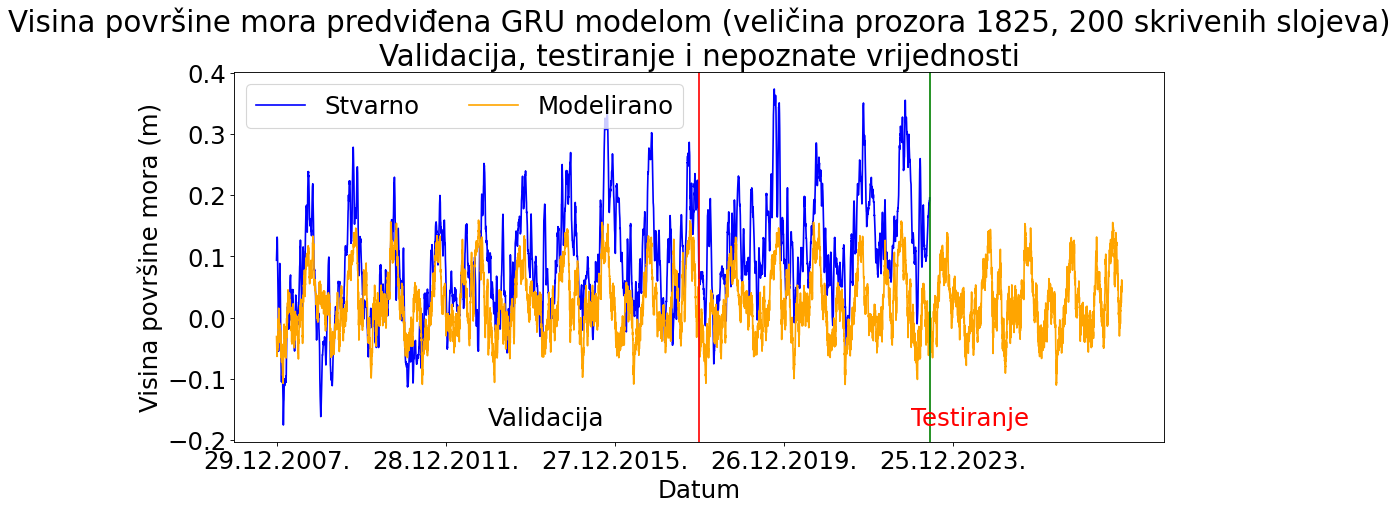 Visina površine mora predviđena GRU modelom (veličina prozora 1825, 200 skrivenih slojeva)
Validacija, testiranje i nepoznate vrijednosti
Stvarno
Modelirano
0.4
0.3
0.2
0.1
0.0
−0.1
−0.2
Visina površine mora (m)
Validacija
Testiranje
29.12.2007.
28.12.2011.
27.12.2015.
26.12.2019.
25.12.2023.
Datum